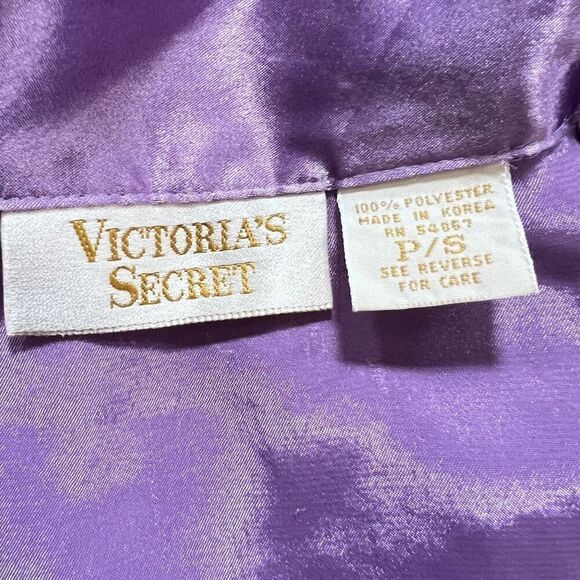 VICTORIA'S
SECRET
100% POLYESTER
MADE IN KOREA
RN 54867
P/S
SEE REVERSE
FOR CARE